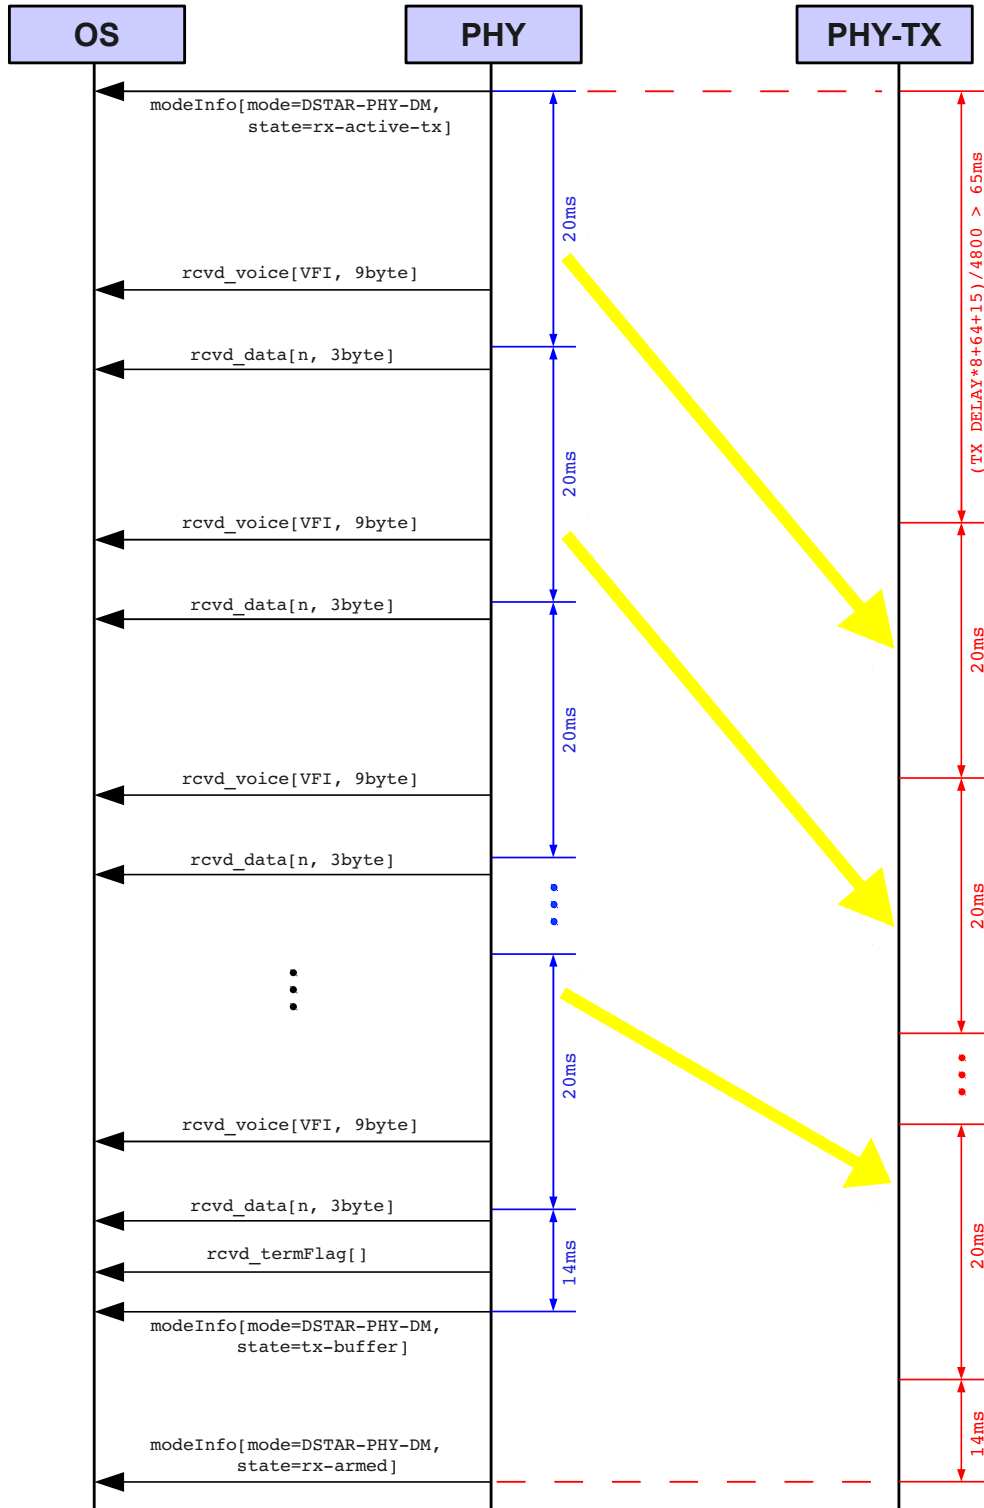 OS
PHY
PHY-TX
modeInfo[mode=DSTAR-PHY-DM,
state=rx-active-tx]
20ms
(TX DELAY*8+64+15)/4800 > 65ms
rcvd_voice[VFI, 9byte]
rcvd_data[n, 3byte]
20ms
rcvd_voice[VFI, 9byte]
rcvd_data[n, 3byte]
20ms
20ms
rcvd_voice[VFI, 9byte]
rcvd_data[n, 3byte]
20ms
20ms
rcvd_voice[VFI, 9byte]
rcvd_data[n, 3byte]
rcvd_termFlag[]
14ms
20ms
modeInfo[mode=DSTAR-PHY-DM,
state=tx-buffer]
14ms
modeInfo[mode=DSTAR-PHY-DM,
state=rx-armed]